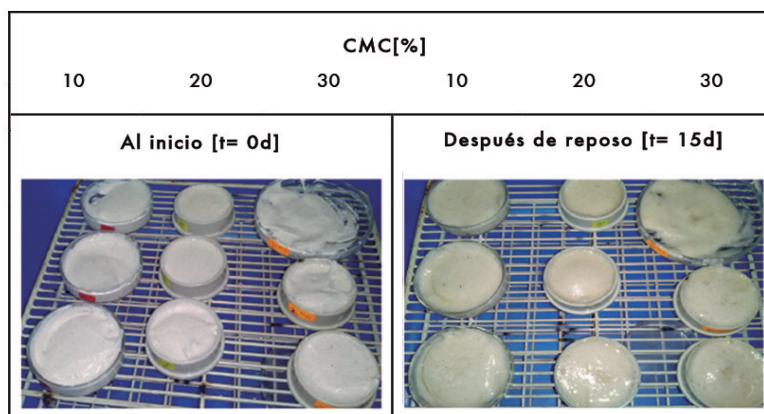 CMC[%]
10 20 30 10 20 30
Al inicio [t= 0d] Después de reposo [t= 15d]